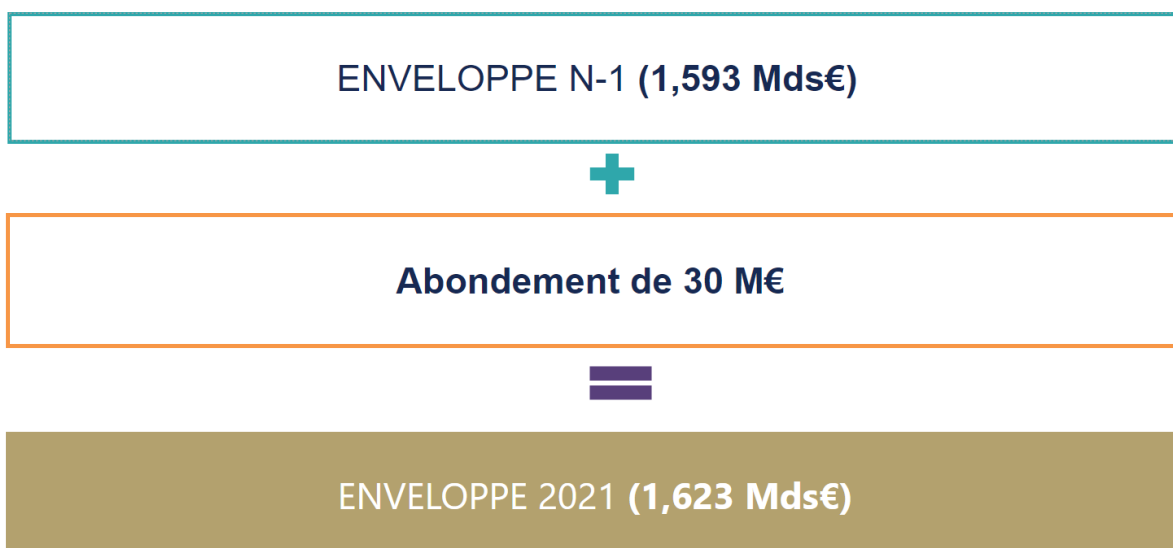 ENVELOPPE N-1 (1,593 Mds€)
Abondement de 30 M€
ENVELOPPE 2021 (1,623 Mds€)